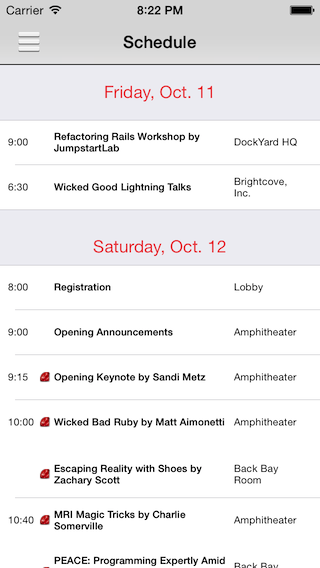 Carrier 8:22 PM
Schedule
Friday, Oct. 11
9:00 Refactoring Rails Workshop by DockYard HQ
JumpstartLab
6:30 Wicked Good Lightning Talks Brightcove,
Inc.
Saturday, Oct. 12
8:00 Registration Lobby
9:00 Opening Announcements Amphitheater
9:15 Opening Keynote by Sandi Metz Amphitheater
10:00 Wicked Bad Ruby by Matt Aimonetti Amphitheater
Escaping Reality with Shoes by Back Bay
Zachary Scott Room
10:40 MRI Magic Tricks by Charlie Amphitheater
Somerville
PEACE: Programming Expertly Amid Back Bay